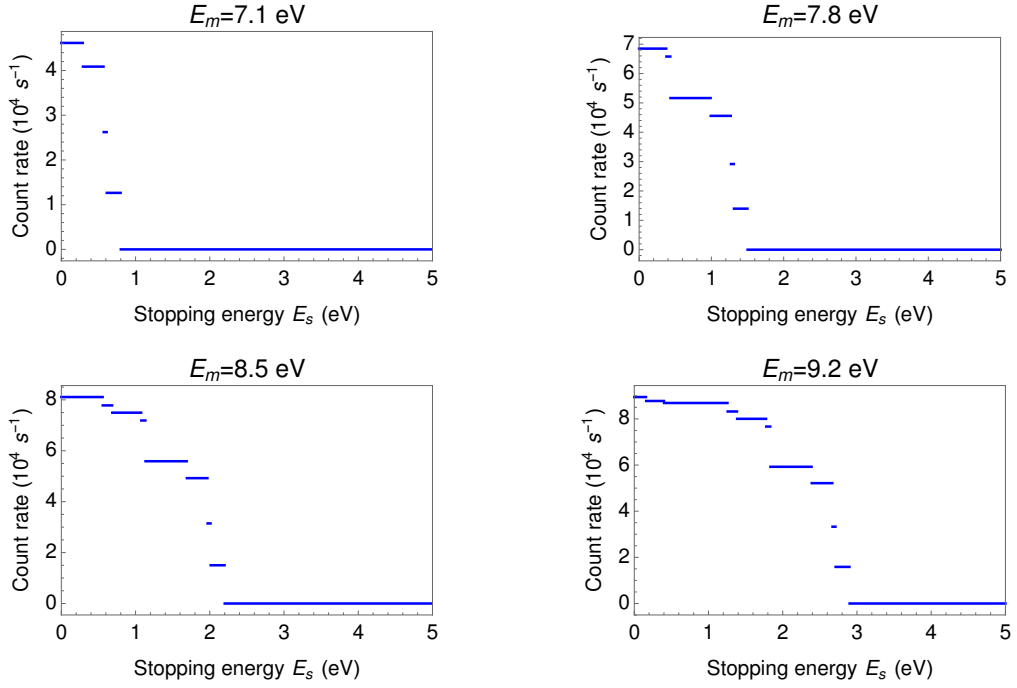 E_m=7.1 eV
Count rate (10^4 s^-1)
4
3
2
1
0
0 1 2 3 4 5
Stopping energy E_s (eV)
E_m=7.8 eV
Count rate (10^4 s^-1)
7
6
5
4
3
2
1
0
0 1 2 3 4 5
Stopping energy E_s (eV)
E_m=8.5 eV
Count rate (10^4 s^-1)
8
6
4
2
0
0 1 2 3 4 5
Stopping energy E_s (eV)
E_m=9.2 eV
Count rate (10^4 s^-1)
8
6
4
2
0
0 1 2 3 4 5
Stopping energy E_s (eV)